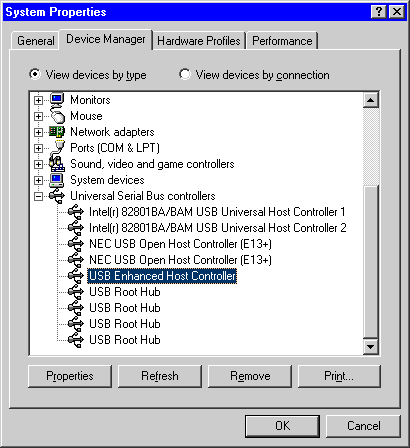 System Properties
General Device Manager Hardware Profiles Performance
View devices by type View devices by connection
Monitors
Mouse
Network adapters
Ports (COM & LPT)
Sound, video and game controllers
System devices
Universal Serial Bus controllers
Intel(r) 82801BA/BAM USB Universal Host Controller 1
Intel(r) 82801BA/BAM USB Universal Host Controller 2
NEC USB Open Host Controller (E13+)
NEC USB Open Host Controller (E13+)
USB Enhanced Host Controller
USB Root Hub
USB Root Hub
USB Root Hub
USB Root Hub
Properties Refresh Remove Print...
OK Cancel